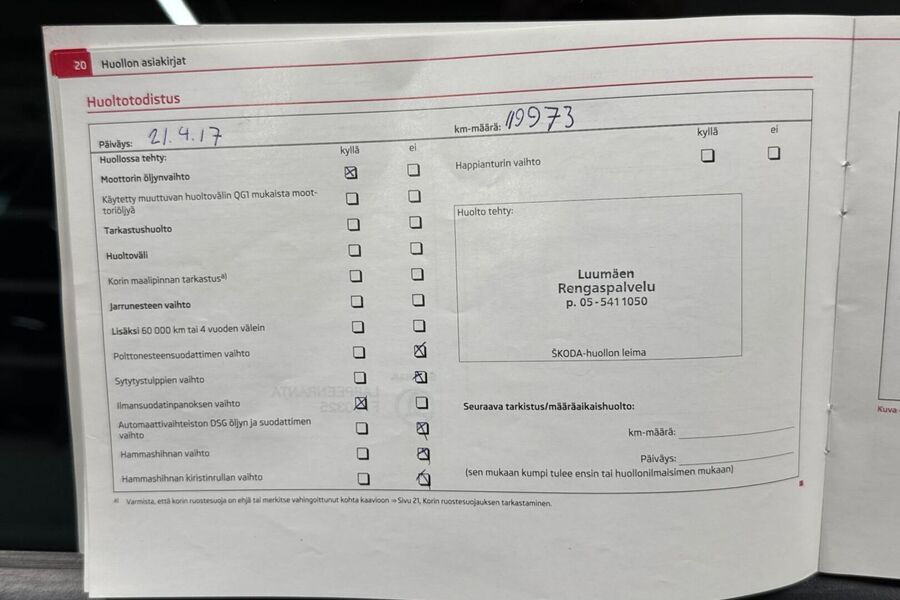 20 Huollon asiakirjat
Huoltotodistus
Päiväys: 21.4.17
km-määrä: 119973
Huollossa tehty:
kyllä ei
Moottorin öljynvaihto
Käytetty muuttuvan huoltovälin QG1 mukaista moot-
toriöljyä
Tarkastushuolto
Huoltoväli
Korin maalipinnan tarkastusa)
Jarrunesteen vaihto
Lisäksi 60 000 km tai 4 vuoden välein
Polttonesteensuodattimen vaihto
Sytytystulppien vaihto
Ilmansuodatinpanoksen vaihto
Automaattivaihteiston DSG öljyn ja suodattimen
vaihto
Hammashihnan vaihto
Hammashihnan kiristinrullan vaihto
kyllä ei
Happianturin vaihto
Huolto tehty:
Luumäen
Rengaspalvelu
p. 05-541 1050
ŠKODA-huollon leima
Seuraava tarkistus/määräaikaishuolto:
km-määrä:
Päiväys:
(sen mukaan kumpi tulee ensin tai huollonilmaisimen mukaan)
a) Varmista, että korin ruostesuoja on ehjä tai merkitse vahingoittunut kohta kaavioon ⇒ Sivu 21, Korin ruostesuojauksen tarkastaminen.
Kuva